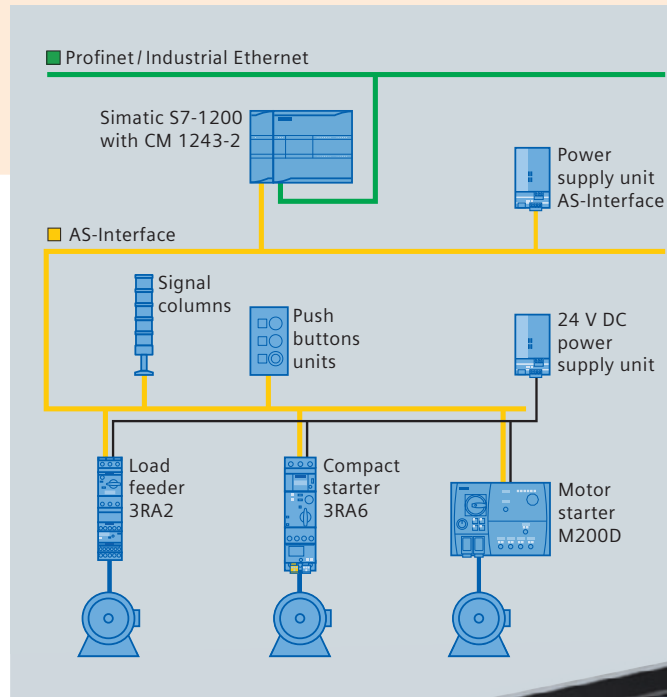 Profinet / Industrial Ethernet
Simatic S7-1200
with CM 1243-2
Power
supply unit
AS-Interface
AS-Interface
Signal
columns
Push
buttons
units
24 V DC
power
supply unit
Load
feeder
3RA2
Compact
starter
3RA6
Motor
starter
M200D